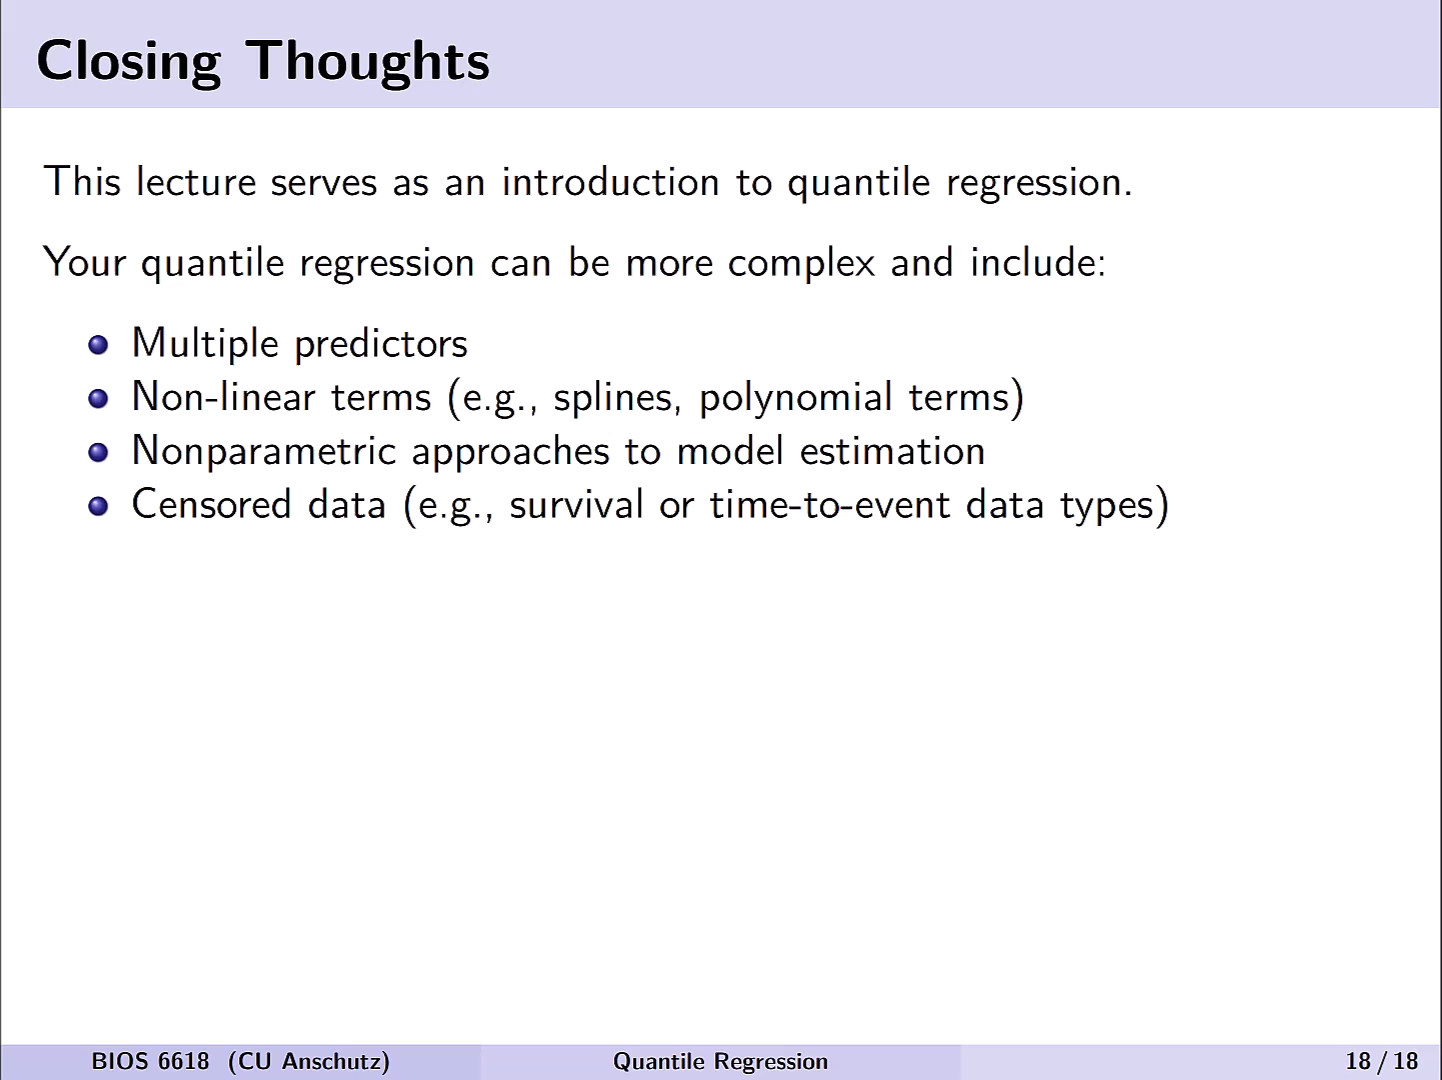 Closing Thoughts
This lecture serves as an introduction to quantile regression.
Your quantile regression can be more complex and include:
Multiple predictors
Non-linear terms (e.g., splines, polynomial terms)
Nonparametric approaches to model estimation
Censored data (e.g., survival or time-to-event data types)
BIOS 6618 (CU Anschutz) Quantile Regression 18 / 18